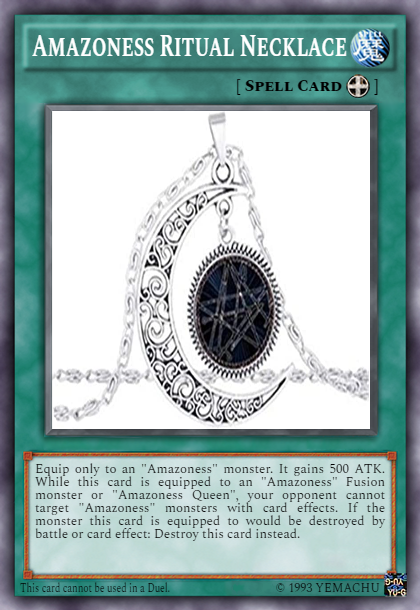 AMAZONESS RITUAL NECKLACE 魔
[ SPELL CARD ]
Equip only to an "Amazoness" monster. It gains 500 ATK.
While this card is equipped to an "Amazoness" Fusion
monster or "Amazoness Queen", your opponent cannot
target "Amazoness" monsters with card effects. If the
monster this card is equipped to would be destroyed by
battle or card effect: Destroy this card instead.
This card cannot be used in a Duel. © 1993 YEMACHU